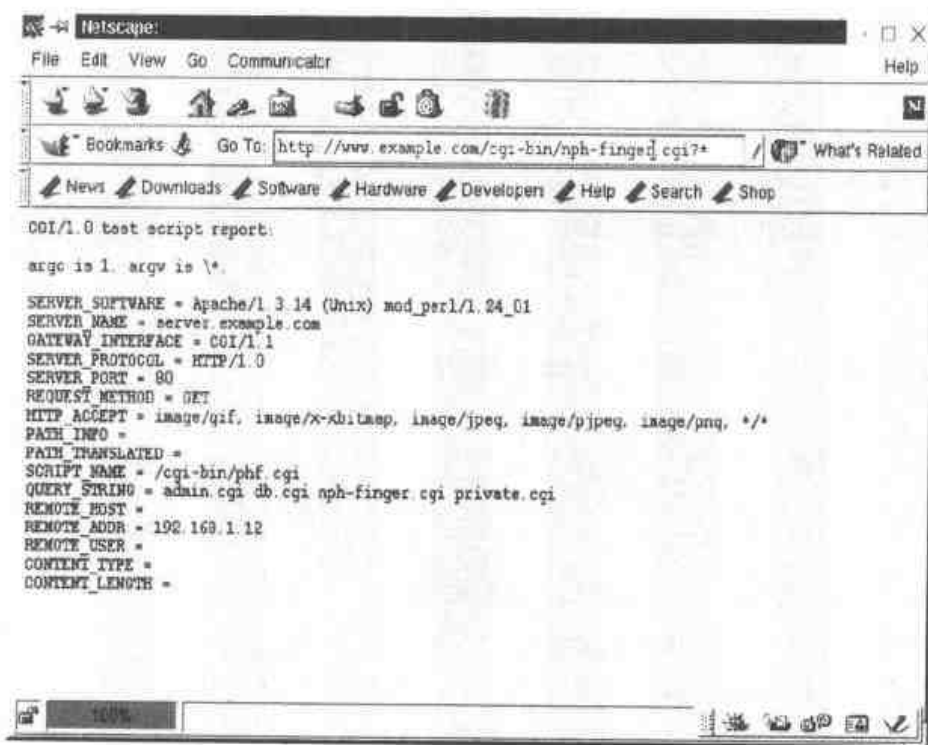 Netscape:
File Edit View Go Communicator Help
Bookmarks Go To: http://www.example.com/cgi-bin/nph-finger.cgi?* What's Related
News Downloads Software Hardware Developers Help Search Shop
CGI/1.0 test script report:
argc is 1. argv is \*.
SERVER_SOFTWARE = Apache/1.3.14 (Unix) mod_perl/1.24_01
SERVER_NAME = server.example.com
GATEWAY_INTERFACE = CGI/1.1
SERVER_PROTOCOL = HTTP/1.0
SERVER_PORT = 80
REQUEST_METHOD = GET
HTTP_ACCEPT = image/gif, image/x-xbitmap, image/jpeg, image/pjpeg, image/png, */*
PATH_INFO =
PATH_TRANSLATED =
SCRIPT_NAME = /cgi-bin/phf.cgi
QUERY_STRING = admin.cgi db.cgi nph-finger.cgi private.cgi
REMOTE_HOST =
REMOTE_ADDR = 192.168.1.12
REMOTE_USER =
CONTENT_TYPE =
CONTENT_LENGTH =
100%